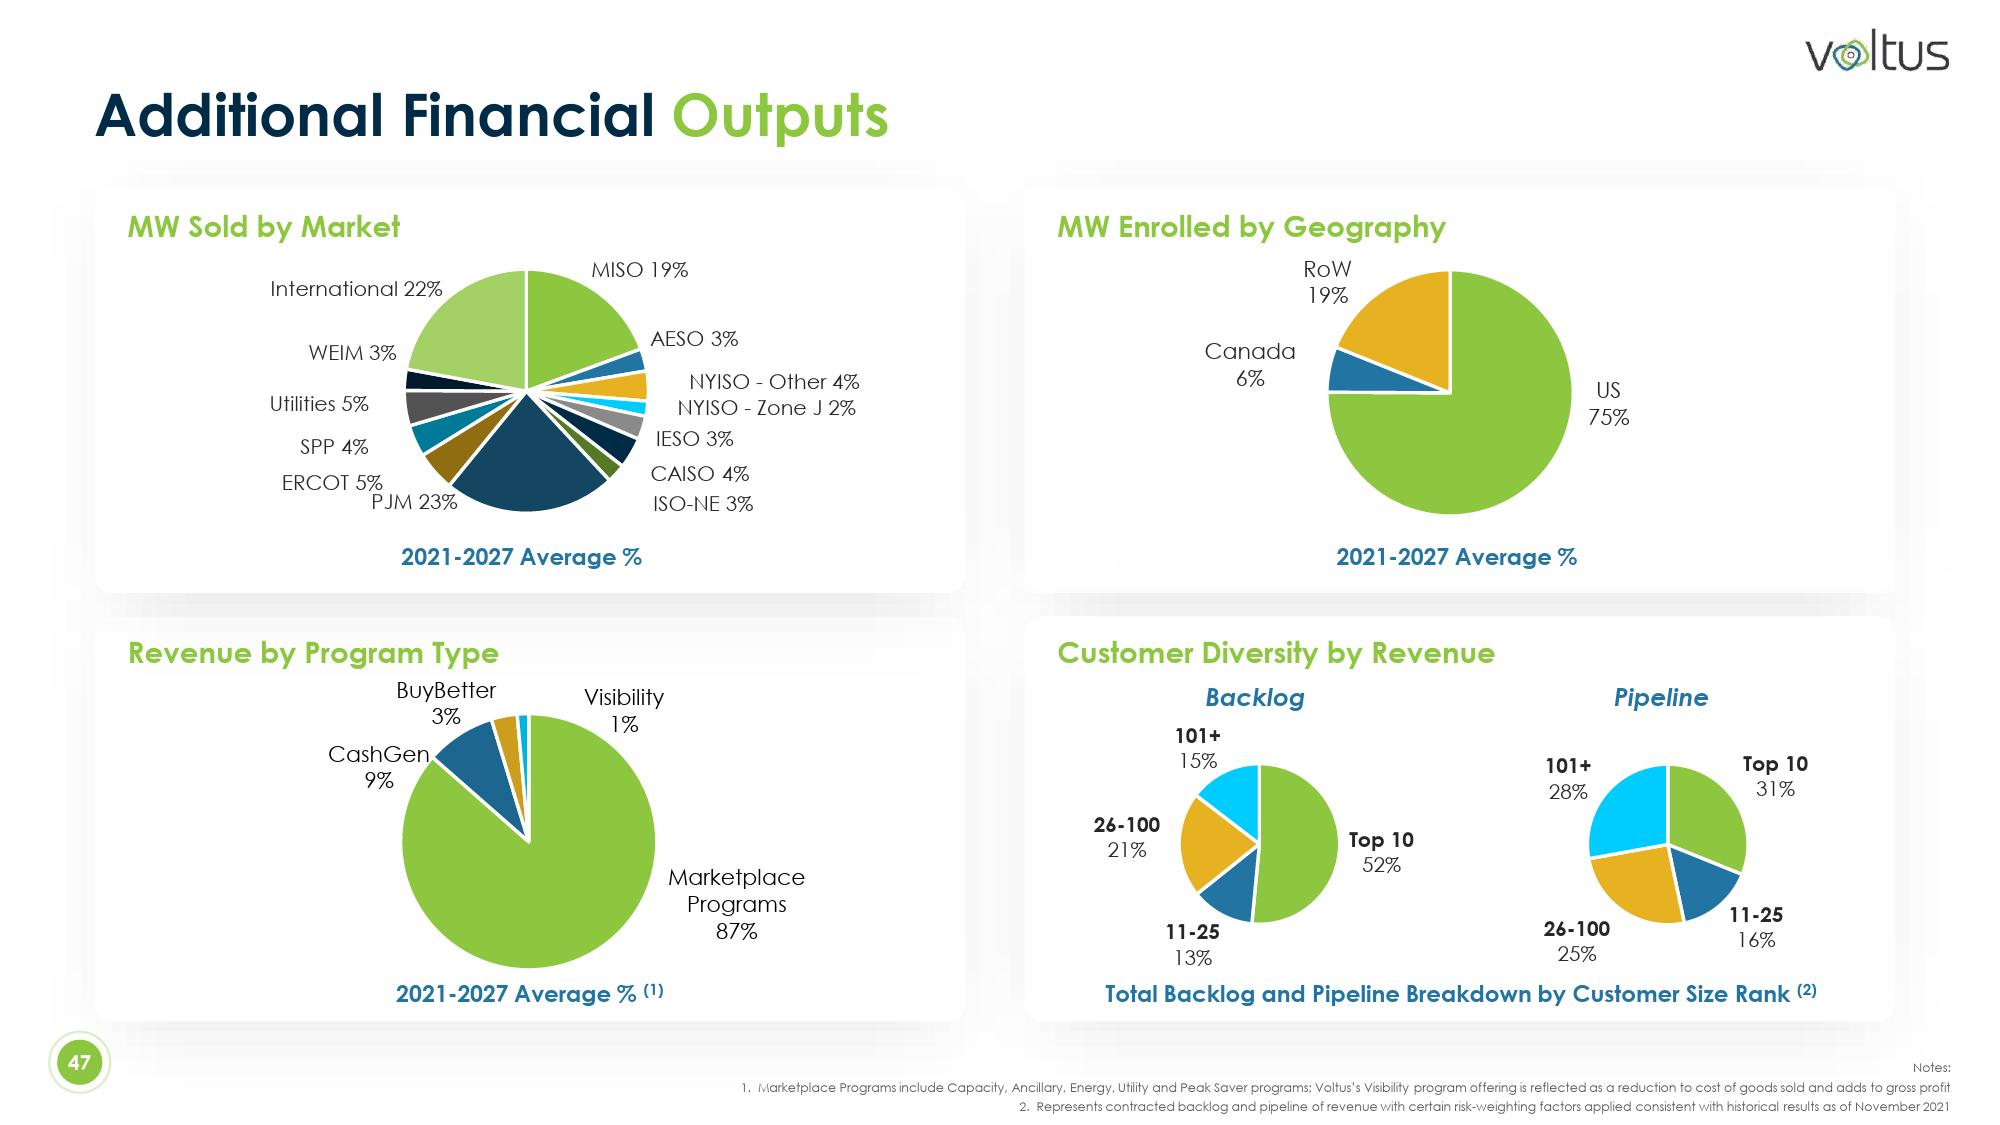 voltus
Additional Financial Outputs
MW Sold by Market
MISO 19%
International 22%
AESO 3%
WEIM 3%
NYISO - Other 4%
Utilities 5%
NYISO - Zone J 2%
IESO 3%
SPP 4%
CAISO 4%
ERCOT 5%
PJM 23%
ISO-NE 3%
2021-2027 Average %
MW Enrolled by Geography
RoW
19%
Canada
6%
US
75%
2021-2027 Average %
Revenue by Program Type
BuyBetter
3%
Visibility
1%
CashGen
9%
Marketplace
Programs
87%
2021-2027 Average % (1)
Customer Diversity by Revenue
Backlog
101+
15%
26-100
21%
Top 10
52%
11-25
13%
Pipeline
101+
28%
Top 10
31%
26-100
25%
11-25
16%
Total Backlog and Pipeline Breakdown by Customer Size Rank (2)
47
Notes:
1. Marketplace Programs include Capacity, Ancillary, Energy, Utility and Peak Saver programs; Voltus's Visibility program offering is reflected as a reduction to cost of goods sold and adds to gross profit
2. Represents contracted backlog and pipeline of revenue with certain risk-weighting factors applied consistent with historical results as of November 2021